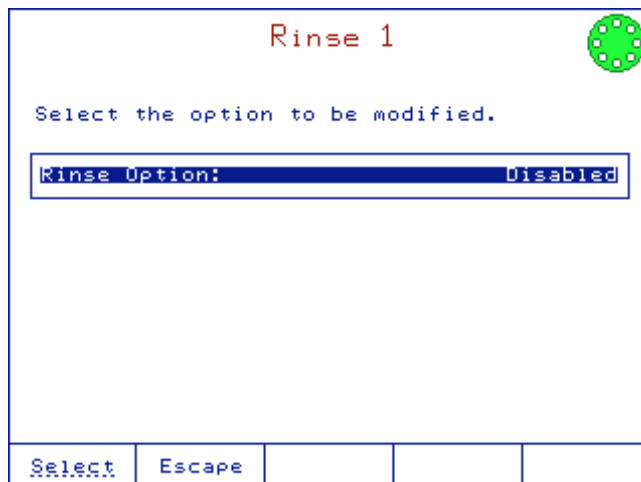 Rinse 1
Select the option to be modified.
Rinse Option: Disabled
Select Escape